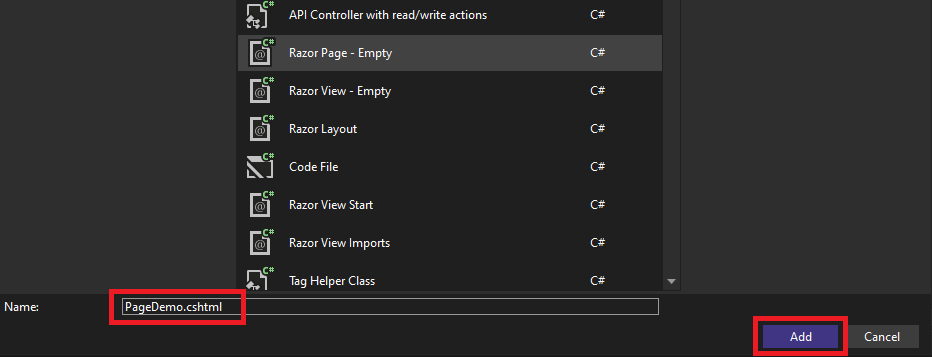 API Controller with read/write actions C#
Razor Page - Empty C#
Razor View - Empty C#
Razor Layout C#
Code File C#
Razor View Start C#
Razor View Imports C#
Tag Helper Class C#
Name: PageDemo.cshtml
Add Cancel